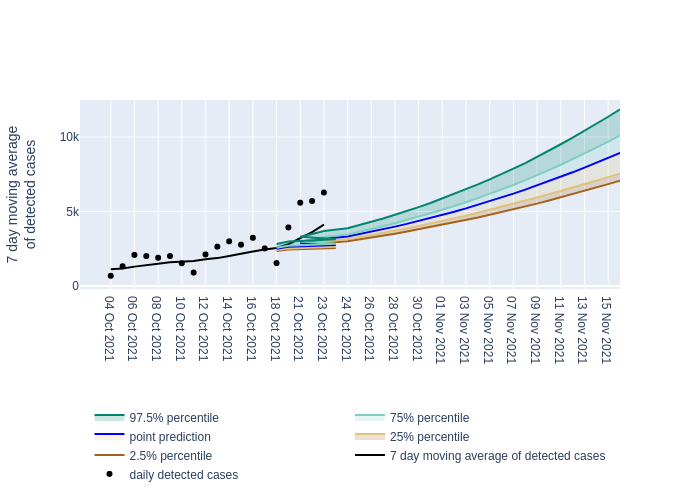 7 day moving average
of detected cases
10k
5k
0
04 Oct 2021
06 Oct 2021
08 Oct 2021
10 Oct 2021
12 Oct 2021
14 Oct 2021
16 Oct 2021
18 Oct 2021
21 Oct 2021
23 Oct 2021
24 Oct 2021
26 Oct 2021
28 Oct 2021
01 Nov 2021
03 Nov 2021
05 Nov 2021
07 Nov 2021
09 Nov 2021
11 Nov 2021
13 Nov 2021
15 Nov 2021
97.5% percentile
75% percentile
point prediction
25% percentile
2.5% percentile
7 day moving average of detected cases
daily detected cases